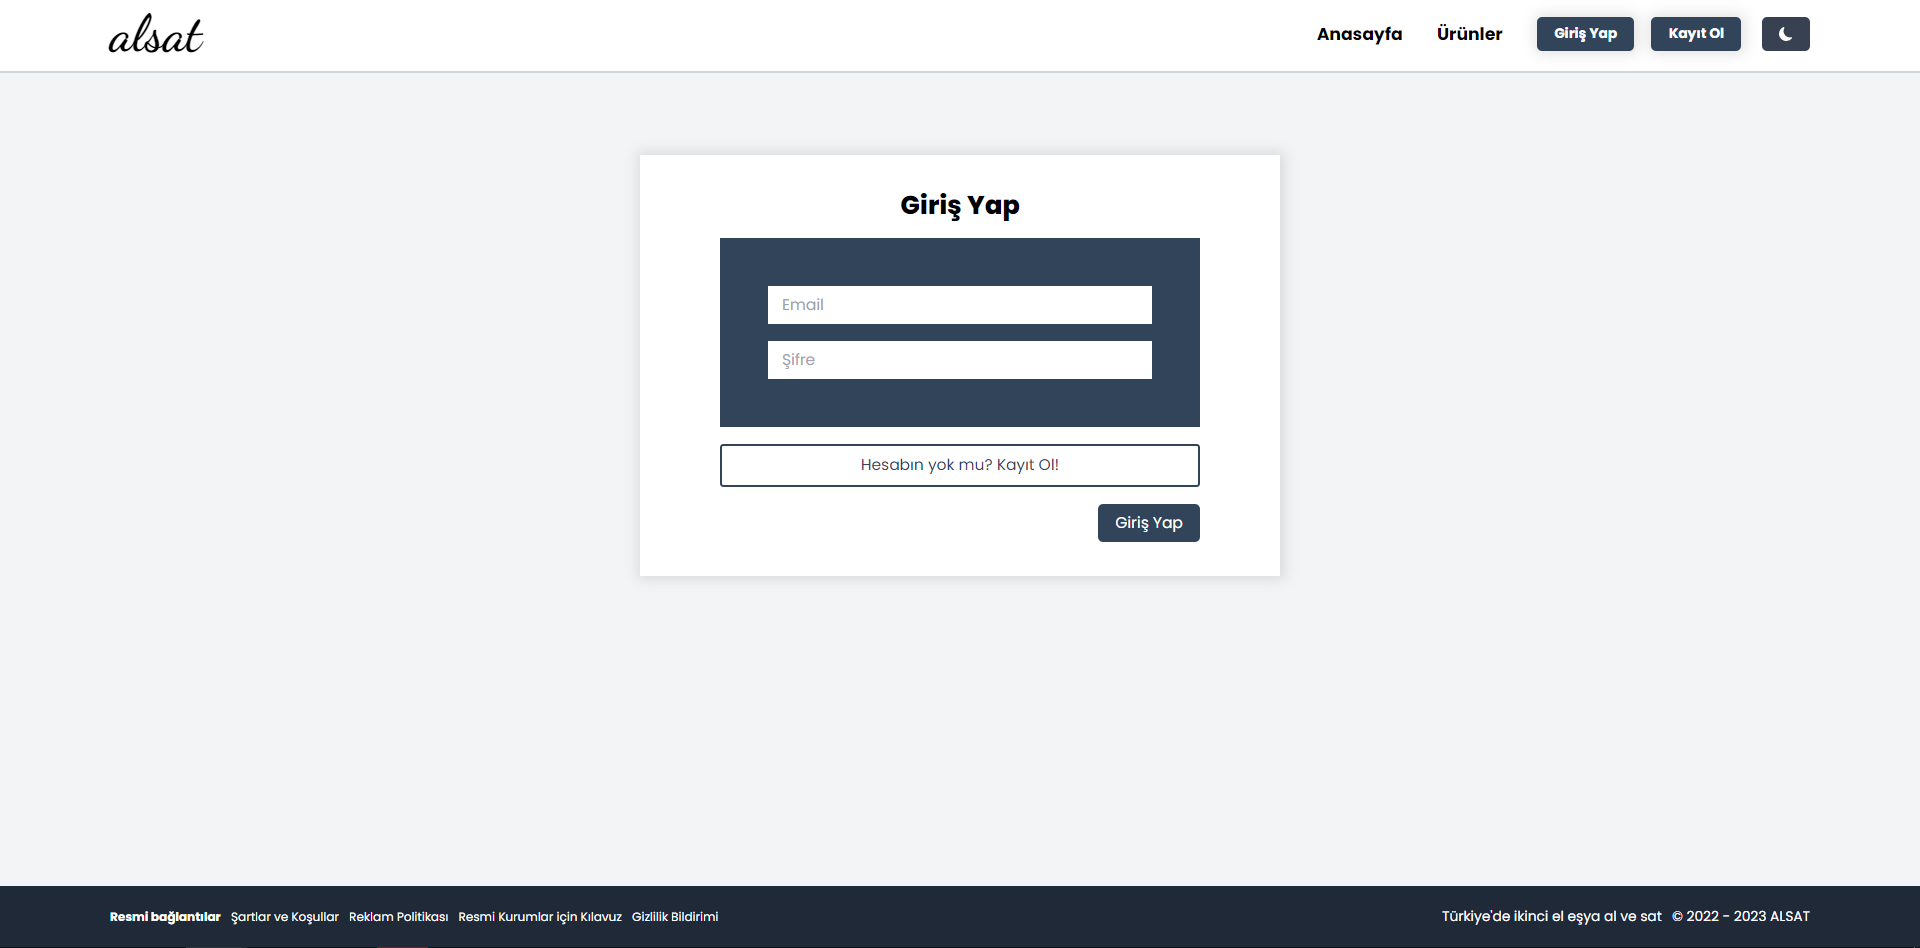 alsat
Anasayfa Ürünler Giriş Yap Kayıt Ol
Giriş Yap
Email
Şifre
Hesabın yok mu? Kayıt Ol!
Giriş Yap
Resmi bağlantılar Şartlar ve Koşullar Reklam Politikası Resmi Kurumlar için Kılavuz Gizlilik Bildirimi
Türkiye'de ikinci el eşya al ve sat © 2022 - 2023 ALSAT